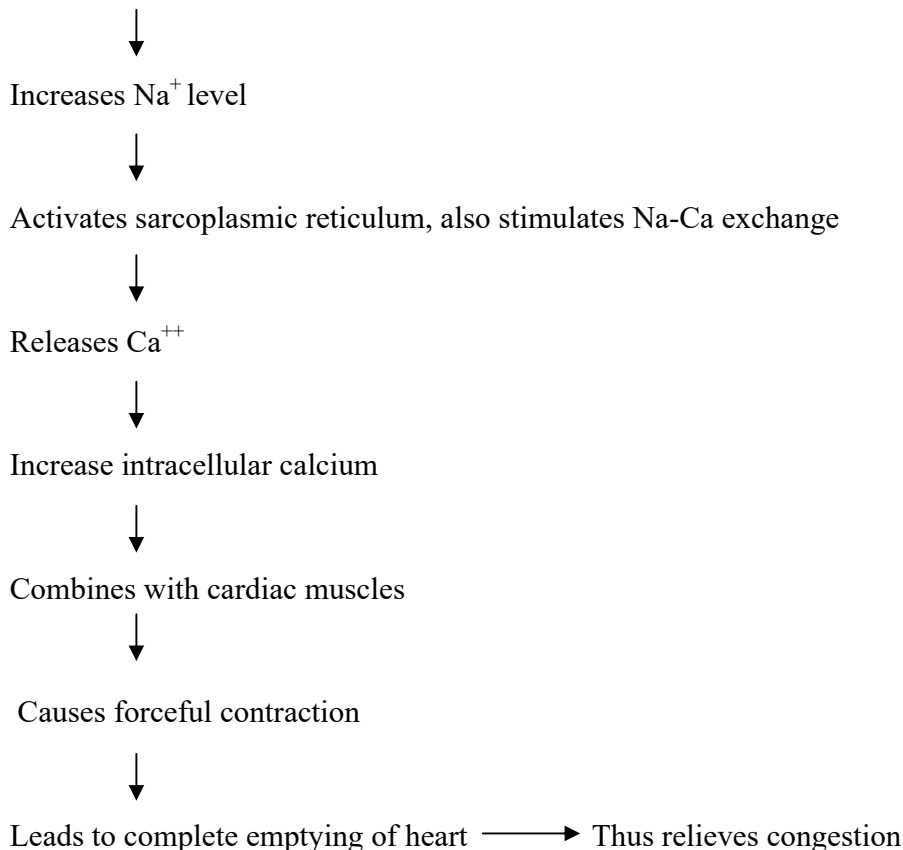 Increases Na⁺ level
Activates sarcoplasmic reticulum, also stimulates Na-Ca exchange
Releases Ca⁺⁺
Increase intracellular calcium
Combines with cardiac muscles
Causes forceful contraction
Leads to complete emptying of heart Thus relieves congestion